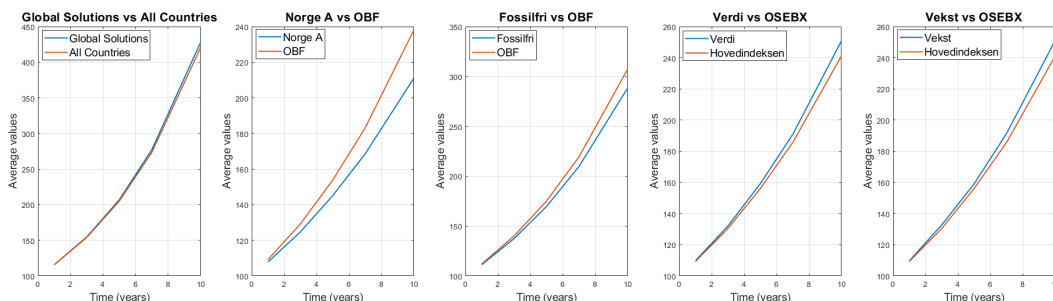 Global Solutions vs All Countries
450
400
350
300
250
200
150
100
0 2 4 6 8 10
Average values
Time (years)
Global Solutions
All Countries
Norge A vs OBF
240
220
200
180
160
140
120
100
0 2 4 6 8 10
Average values
Time (years)
Norge A
OBF
Fossilfri vs OBF
350
300
250
200
150
100
0 2 4 6 8 10
Average values
Time (years)
Fossilfri
OBF
Verdi vs OSEBX
260
240
220
200
180
160
140
120
100
0 2 4 6 8 10
Average values
Time (years)
Verdi
Hovedindeksen
Vekst vs OSEBX
260
240
220
200
180
160
140
120
100
0 2 4 6 8 10
Average values
Time (years)
Vekst
Hovedindeksen